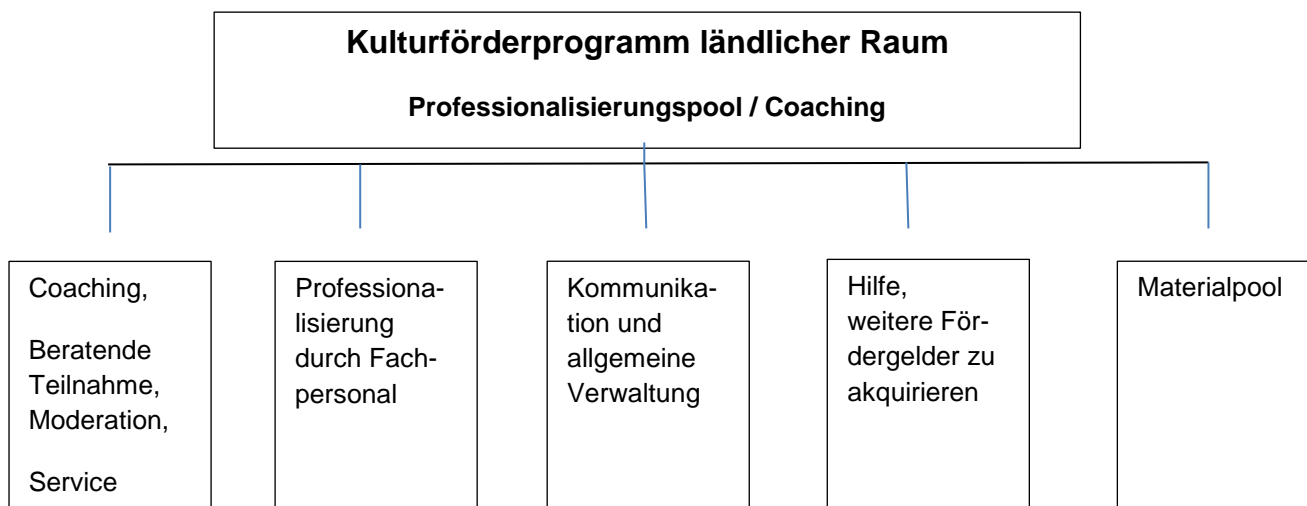 Kulturförderprogramm ländlicher Raum
Professionalisierungspool / Coaching
Coaching,
Beratende
Teilnahme,
Moderation,
Service
Professiona-
lisierung
durch Fach-
personal
Kommunika-
tion und
allgemeine
Verwaltung
Hilfe,
weitere För-
dergelder zu
akquirieren
Materialpool